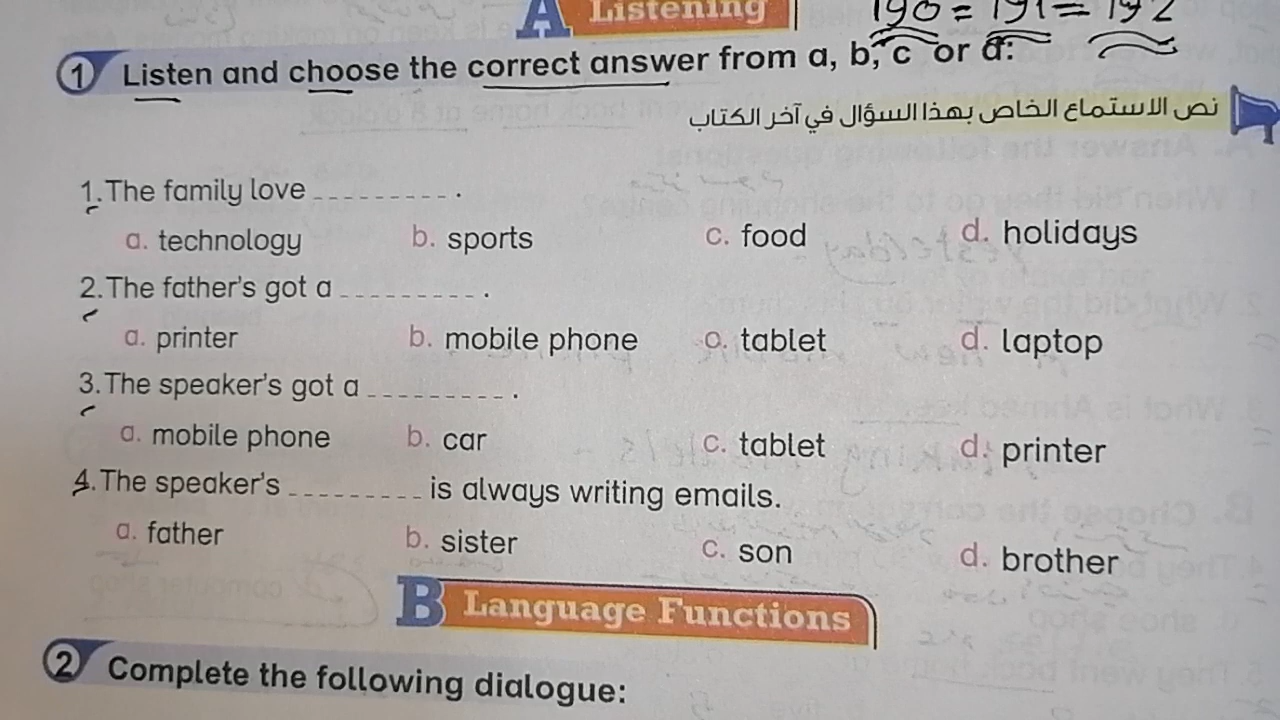 A Listening
190 = 191 = 192
1 Listen and choose the correct answer from a, b, c or d:
نص الاستماع الخاص بهذا السؤال في آخر الكتاب
1. The family love _ _ _ _ _ _ _ _ _ .
a. technology b. sports c. food d. holidays
2. The father's got a _ _ _ _ _ _ _ _ _ .
a. printer b. mobile phone c. tablet d. laptop
3. The speaker's got a _ _ _ _ _ _ _ _ _ .
a. mobile phone b. car c. tablet d. printer
4. The speaker's _ _ _ _ _ _ _ _ _ is always writing emails.
a. father b. sister c. son d. brother
B Language Functions
2 Complete the following dialogue: